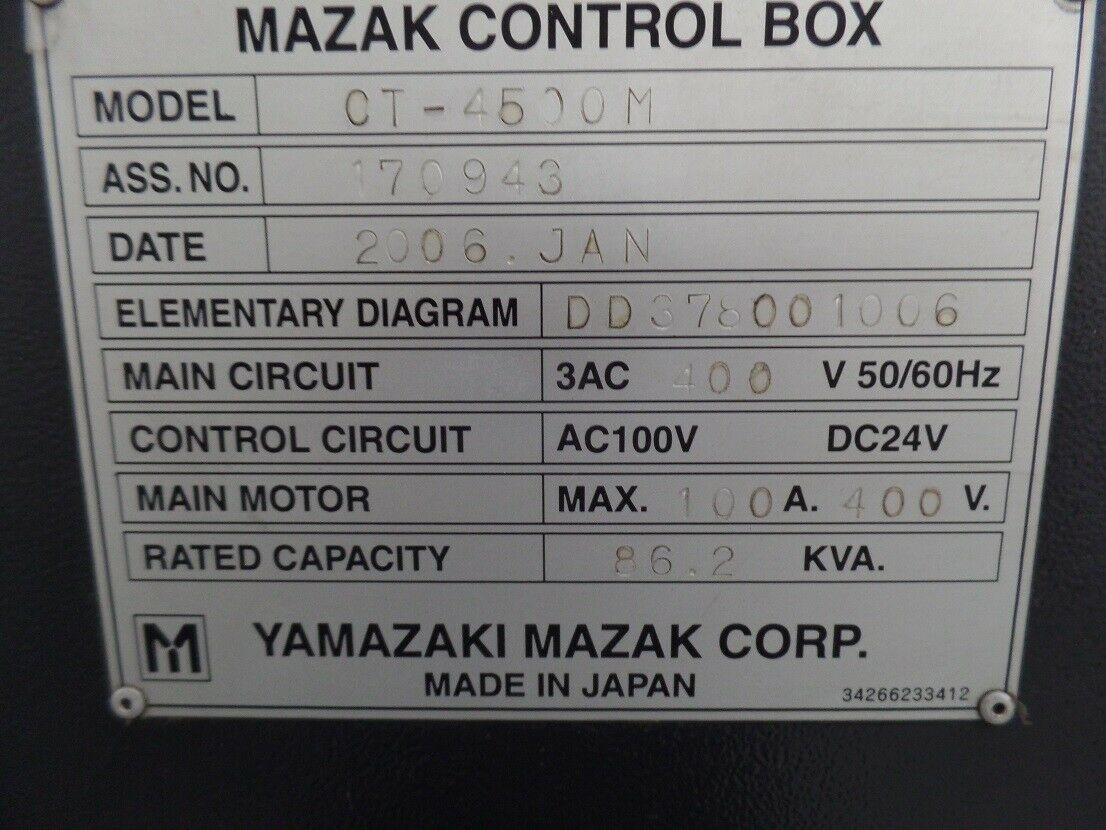 MAZAK CONTROL BOX
MODEL CT-4500M
ASS. NO. 170943
DATE 2006. JAN
ELEMENTARY DIAGRAM DD378001006
MAIN CIRCUIT 3AC 400 V 50/60Hz
CONTROL CIRCUIT AC100V DC24V
MAIN MOTOR MAX. 100A. 400 V.
RATED CAPACITY 86.2 KVA.
M YAMAZAKI MAZAK CORP.
MADE IN JAPAN
34266233412